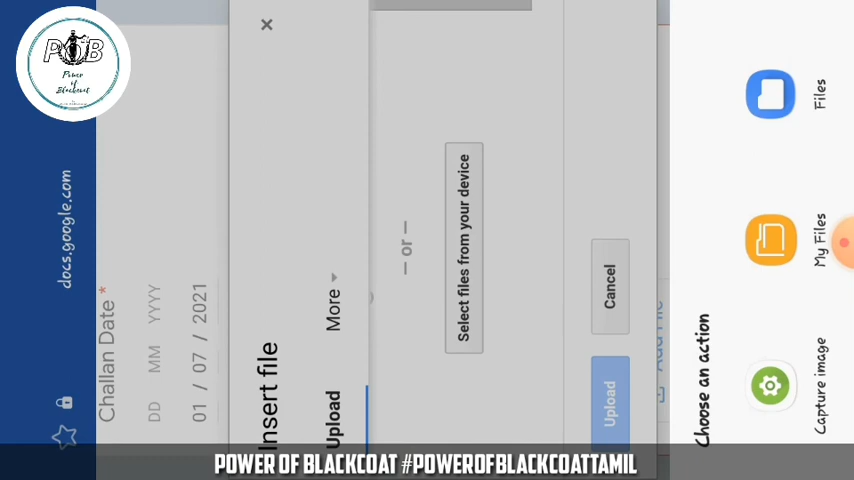 POB
Power
of
Blackcoat
docs.google.com
Challan Date *
DD MM YYYY
01 / 07 / 2021
Insert file
×
Upload
More
– or –
Select files from your device
Upload
Cancel
Add File
Choose an action
Capture image
My Files
Files
POWER OF BLACKCOAT #POWEROFBLACKCOATTAMIL